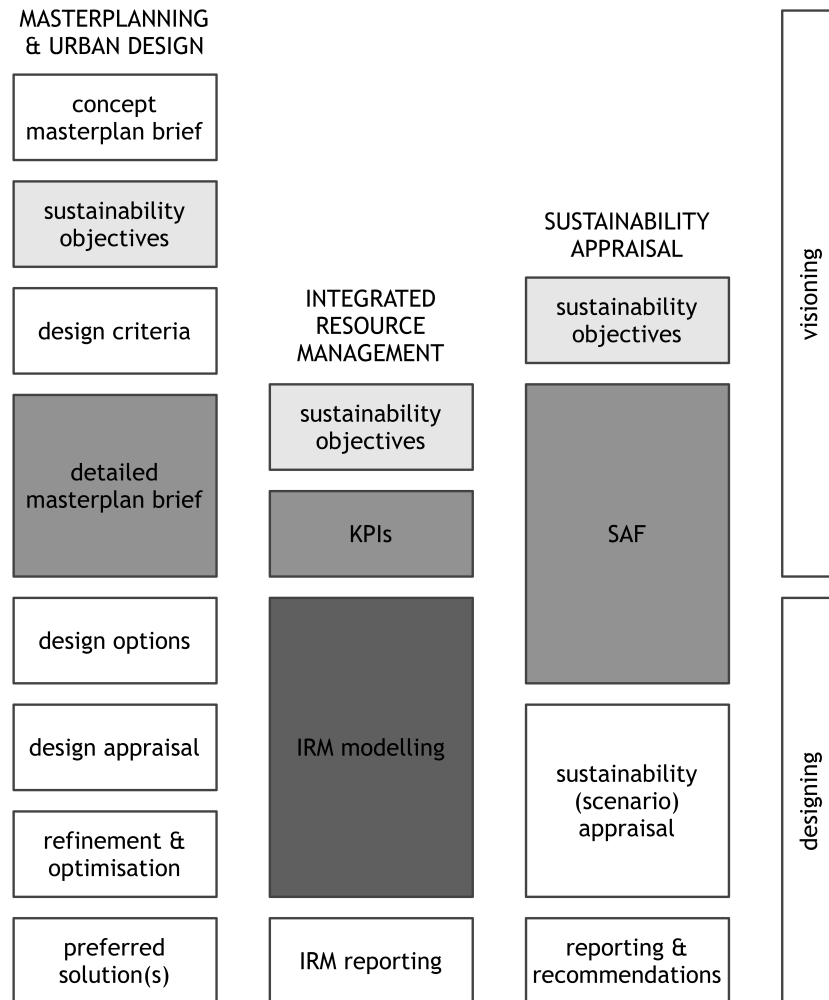 MASTERPLANNING
& URBAN DESIGN
concept
masterplan brief
sustainability
objectives
design criteria
detailed
masterplan brief
design options
design appraisal
refinement &
optimisation
preferred
solution(s)
INTEGRATED
RESOURCE
MANAGEMENT
sustainability
objectives
KPIs
IRM modelling
IRM reporting
SUSTAINABILITY
APPRAISAL
sustainability
objectives
SAF
sustainability
(scenario)
appraisal
reporting &
recommendations
visioning
designing